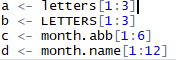 a <- letters[1:3]
b <- LETTERS[1:3]
c <- month.abb[1:6]
d <- month.name[1:12]